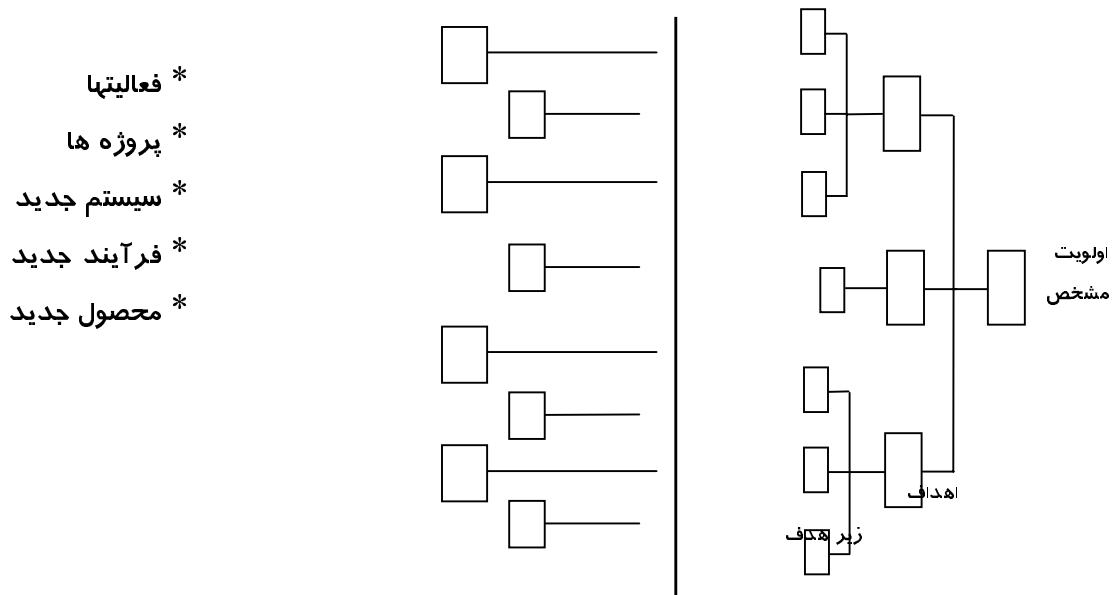 اولویت
مشخص
اهداف
زیر هدف
* فعالیتها
* پروژه ها
* سیستم جدید
* فرآیند جدید
* محصول جدید